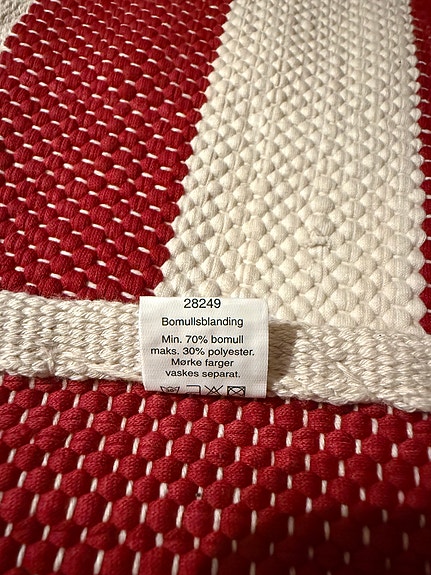 28249
Bomullsblanding
Min. 70% bomull
maks. 30% polyester.
Mørke farger
vaskes separat.